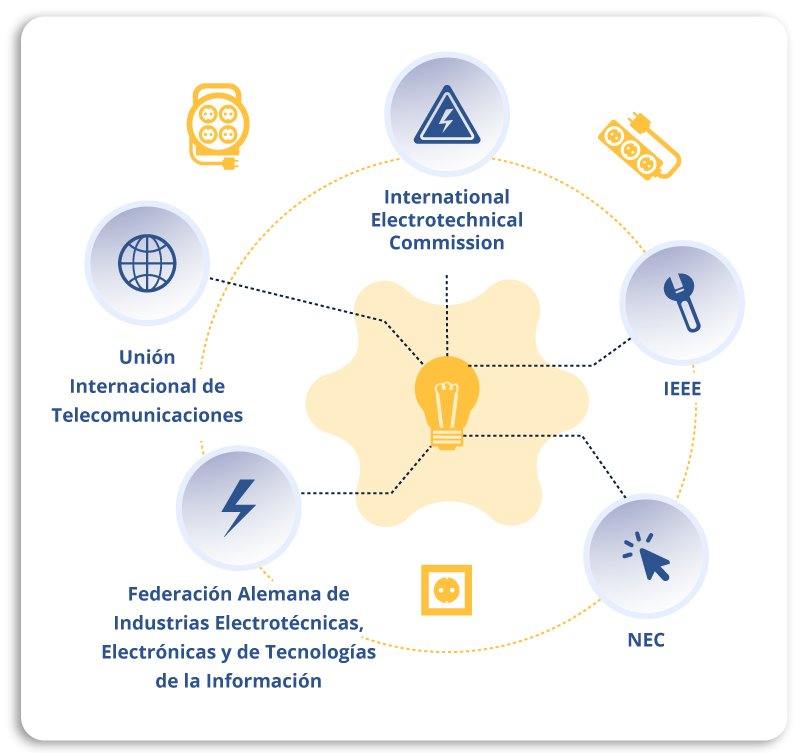 International
Electrotechnical
Commission
IEEE
NEC
Federación Alemana de
Industrias Electrotécnicas,
Electrónicas y de Tecnologías
de la Información
Unión
Internacional de
Telecomunicaciones